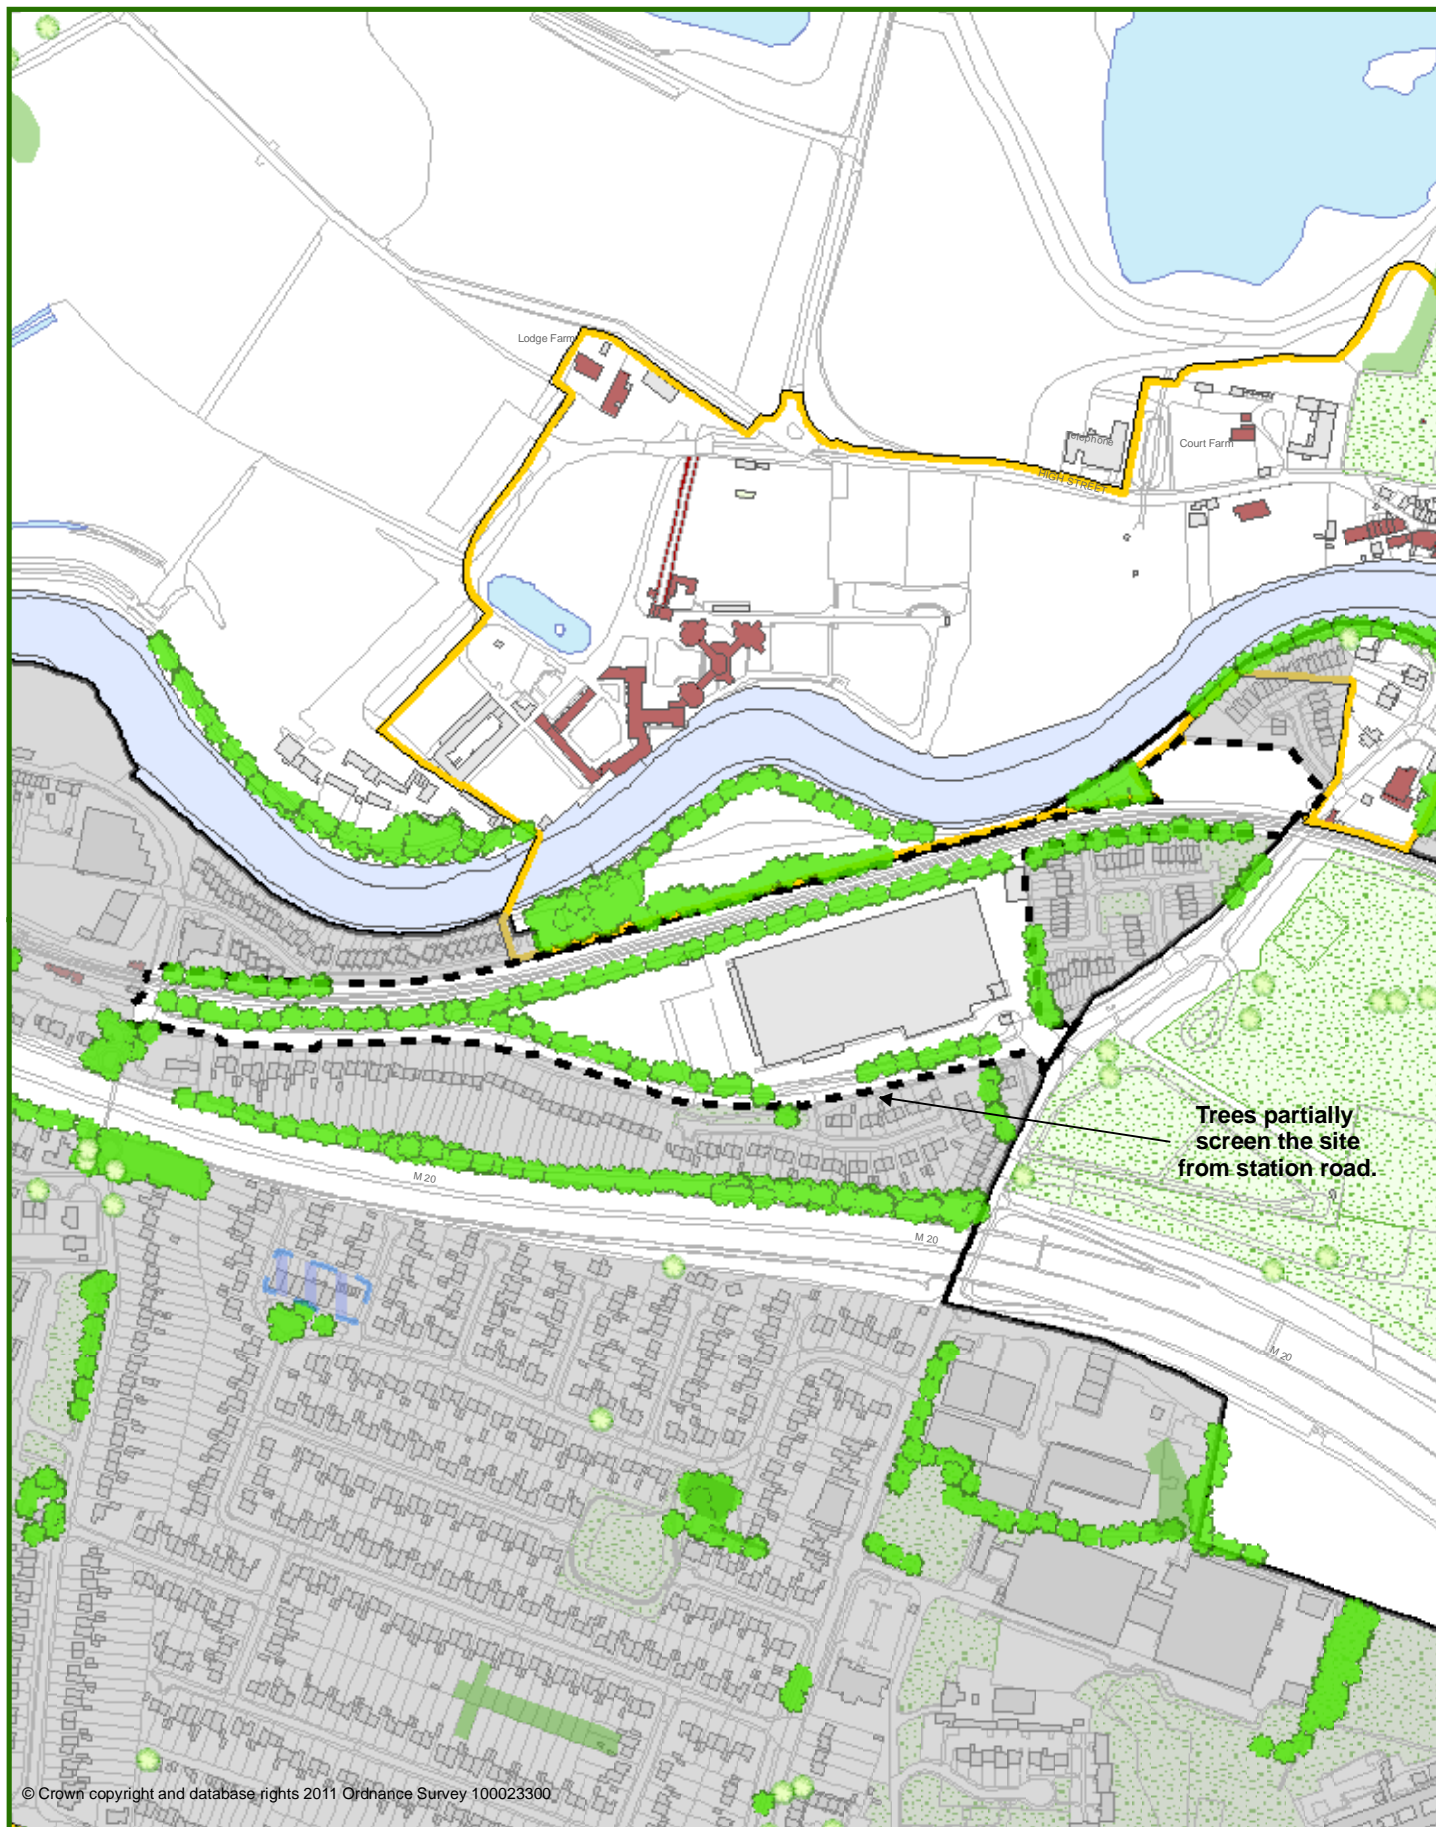 Lodge Farm
Telephone
Court Farm
HIGH STREET
Trees partially
screen the site
from station road.
M 20
M 20
M 20
© Crown copyright and database rights 2011 Ordnance Survey 100023300